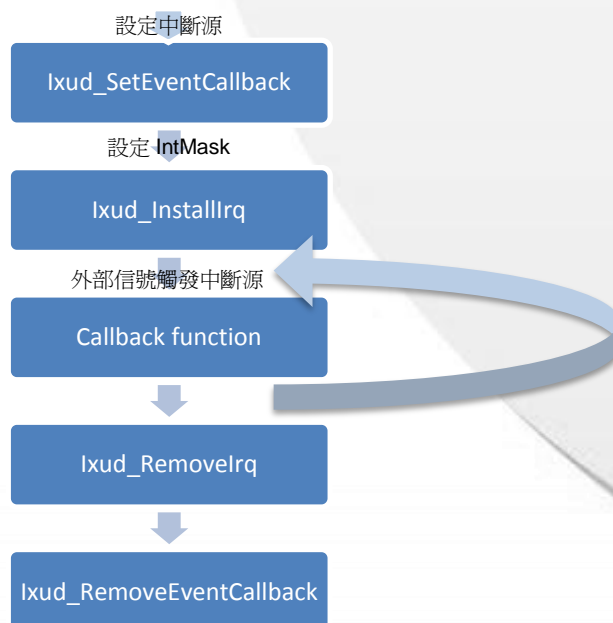 設定中斷源
Ixud_SetEventCallback
設定 IntMask
Ixud_InstallIrq
外部信號觸發中斷源
Callback function
Ixud_RemoveIrq
Ixud_RemoveEventCallback